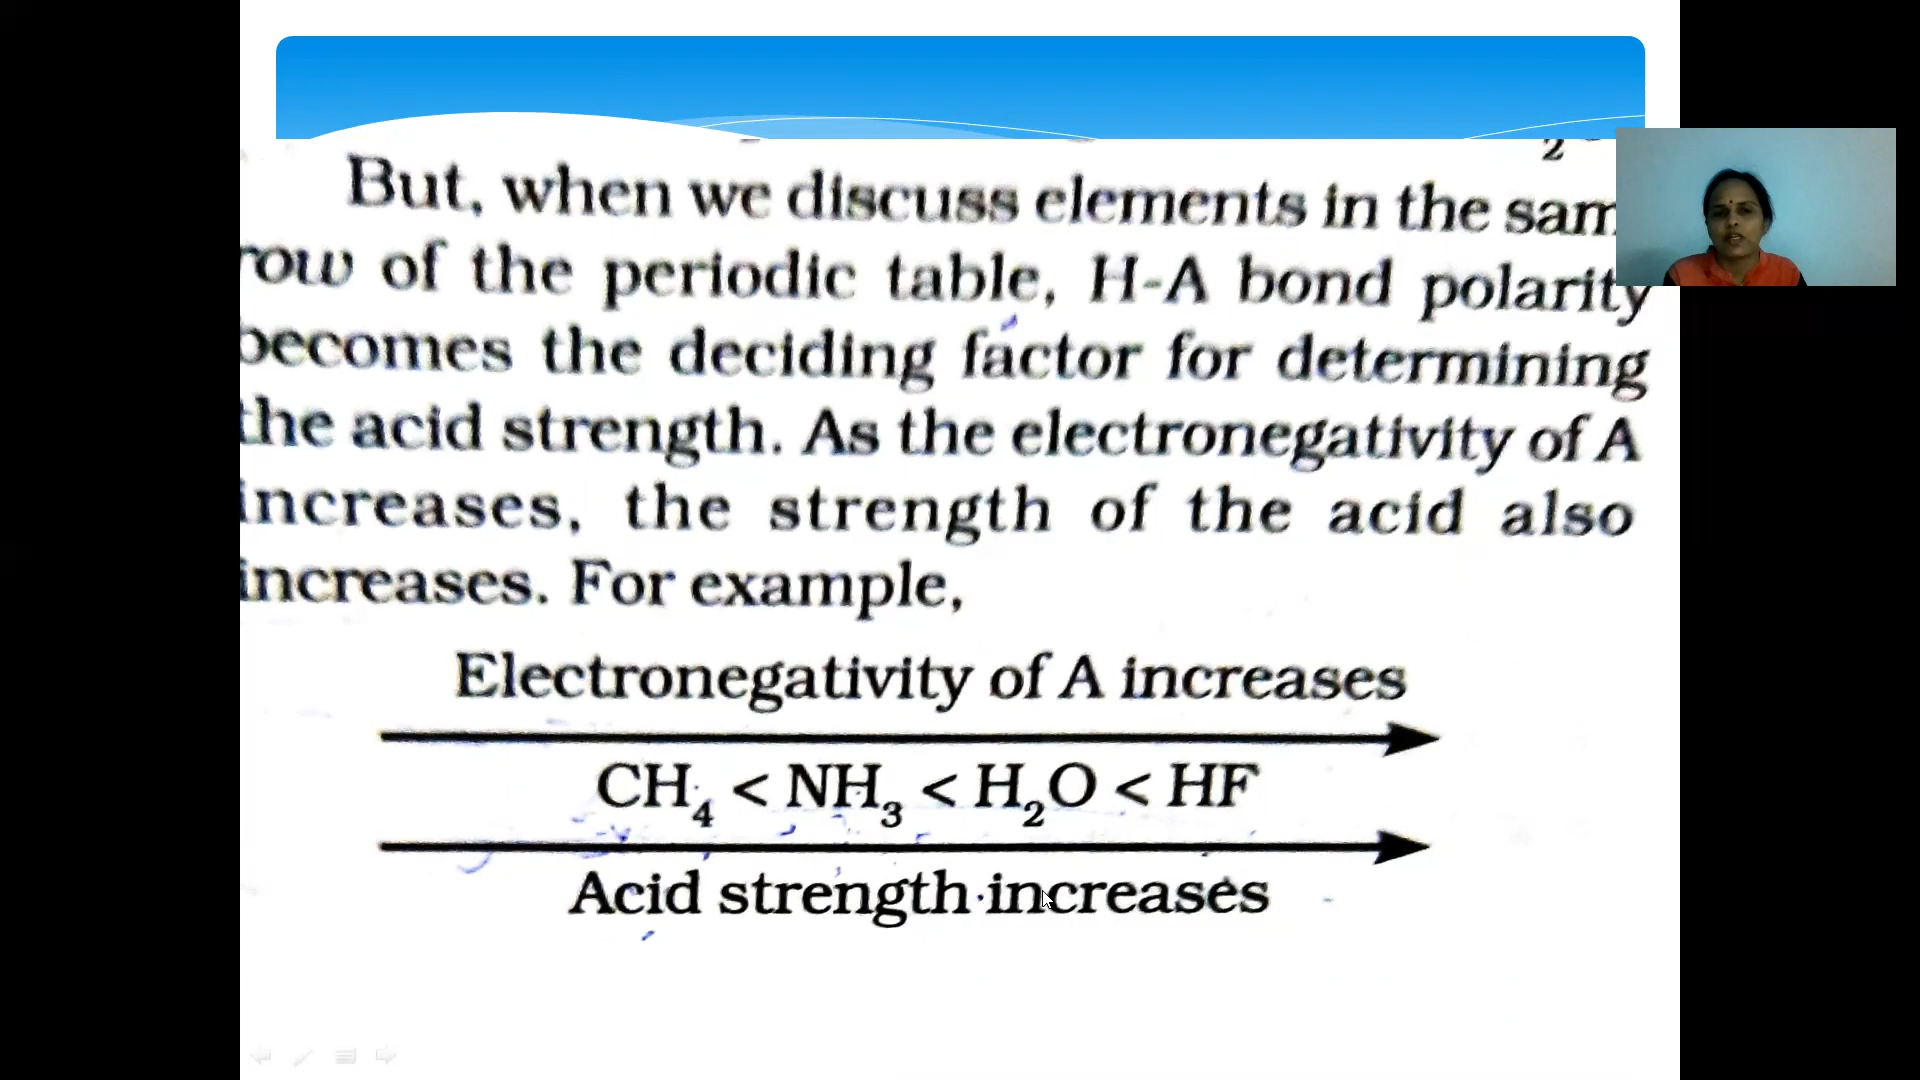 2
But, when we discuss elements in the sam
row of the periodic table, H-A bond polarity
becomes the deciding factor for determining
the acid strength. As the electronegativity of A
increases, the strength of the acid also
increases. For example,
Electronegativity of A increases
CH₄ < NH₃ < H₂O < HF
Acid strength increases